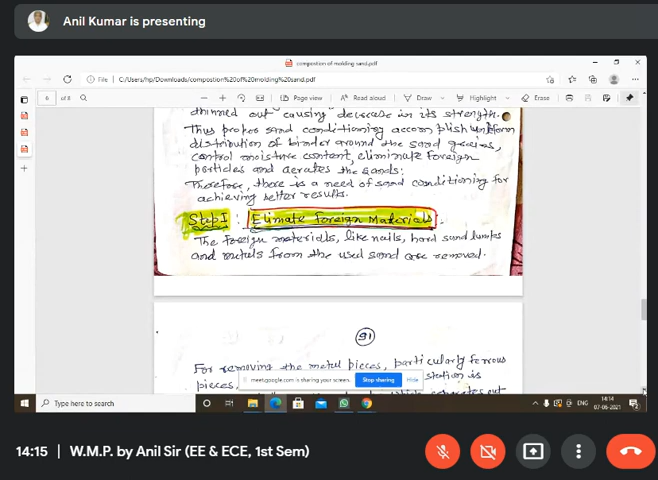 Anil Kumar is presenting
compostion of molding sand.pdf
File | C:/Users/hp/Downloads/compostion%20of%20molding%20sand.pdf
6 of 8
Page view | Read aloud | Draw | Highlight | Erase
thinned out causing decrease in its strength.
Thus proper sand conditioning accomplish uniform
distribution of binder around the sand grains,
control moisture content, eliminate foreign
particles and aerates the sands.
Therefore, there is a need of sand conditioning for
achieving better results.
Step I : Elimate Foreign Materials.
The foreign materials, like nails, hard sand lumps
and metals from the used sand are removed.
91
For removing the metal pieces, particularly ferrous
pieces, station is
meet.google.com is sharing your screen. Stop sharing Hide
separates out
Type here to search
ENG
14:14
07-06-2021
14:15 | W.M.P. by Anil Sir (EE & ECE, 1st Sem)